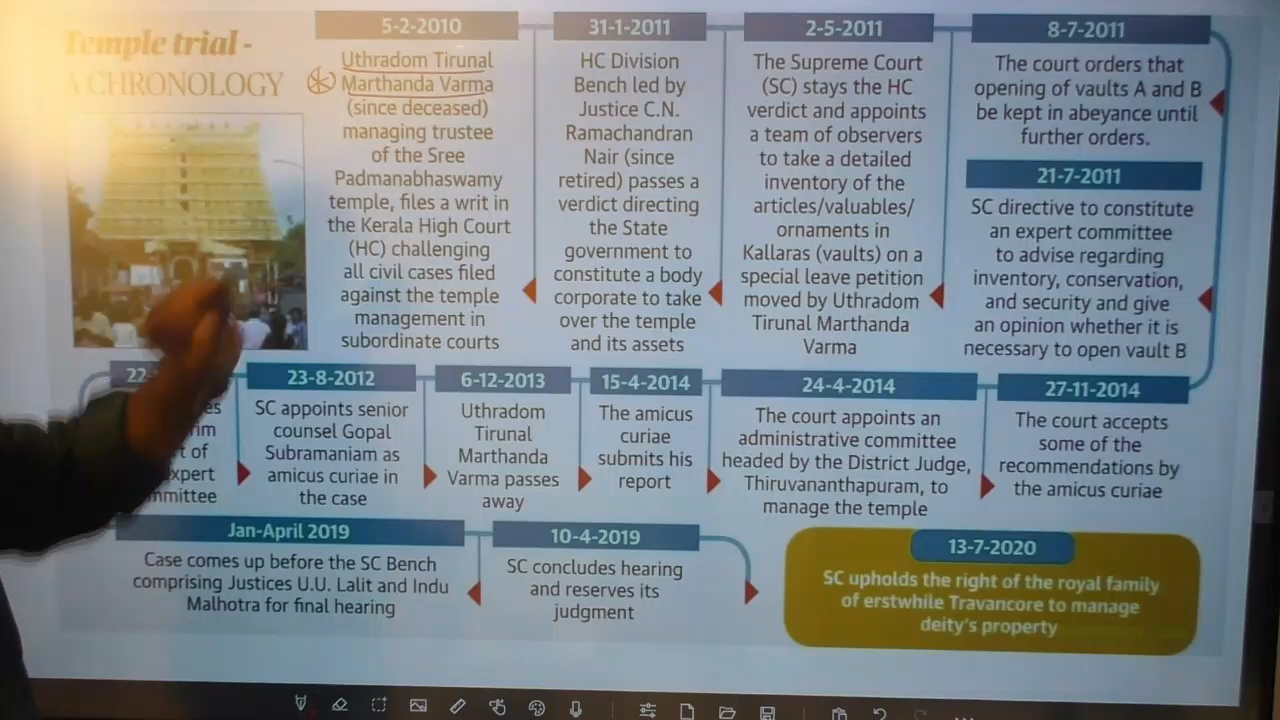 Temple trial -
A CHRONOLOGY
5-2-2010
Uthradom Tirunal
Marthanda Varma
(since deceased)
managing trustee
of the Sree
Padmanabhaswamy
temple, files a writ in
the Kerala High Court
(HC) challenging
all civil cases filed
against the temple
management in
subordinate courts
31-1-2011
HC Division
Bench led by
Justice C.N.
Ramachandran
Nair (since
retired) passes a
verdict directing
the State
government to
constitute a body
corporate to take
over the temple
and its assets
2-5-2011
The Supreme Court
(SC) stays the HC
verdict and appoints
a team of observers
to take a detailed
inventory of the
articles/valuables/
ornaments in
Kallaras (vaults) on a
special leave petition
moved by Uthradom
Tirunal Marthanda
Varma
8-7-2011
The court orders that
opening of vaults A and B
be kept in abeyance until
further orders.
21-7-2011
SC directive to constitute
an expert committee
to advise regarding
inventory, conservation,
and security and give
an opinion whether it is
necessary to open vault B
22-
of
23-8-2012
SC appoints senior
counsel Gopal
Subramaniam as
amicus curiae in
the case
6-12-2013
Uthradom
Tirunal
Marthanda
Varma passes
away
15-4-2014
The amicus
curiae
submits his
report
24-4-2014
The court appoints an
administrative committee
headed by the District Judge,
Thiruvananthapuram, to
manage the temple
27-11-2014
The court accepts
some of the
recommendations by
the amicus curiae
Jan-April 2019
Case comes up before the SC Bench
comprising Justices U.U. Lalit and Indu
Malhotra for final hearing
10-4-2019
SC concludes hearing
and reserves its
judgment
13-7-2020
SC upholds the right of the royal family
of erstwhile Travancore to manage
deity's property